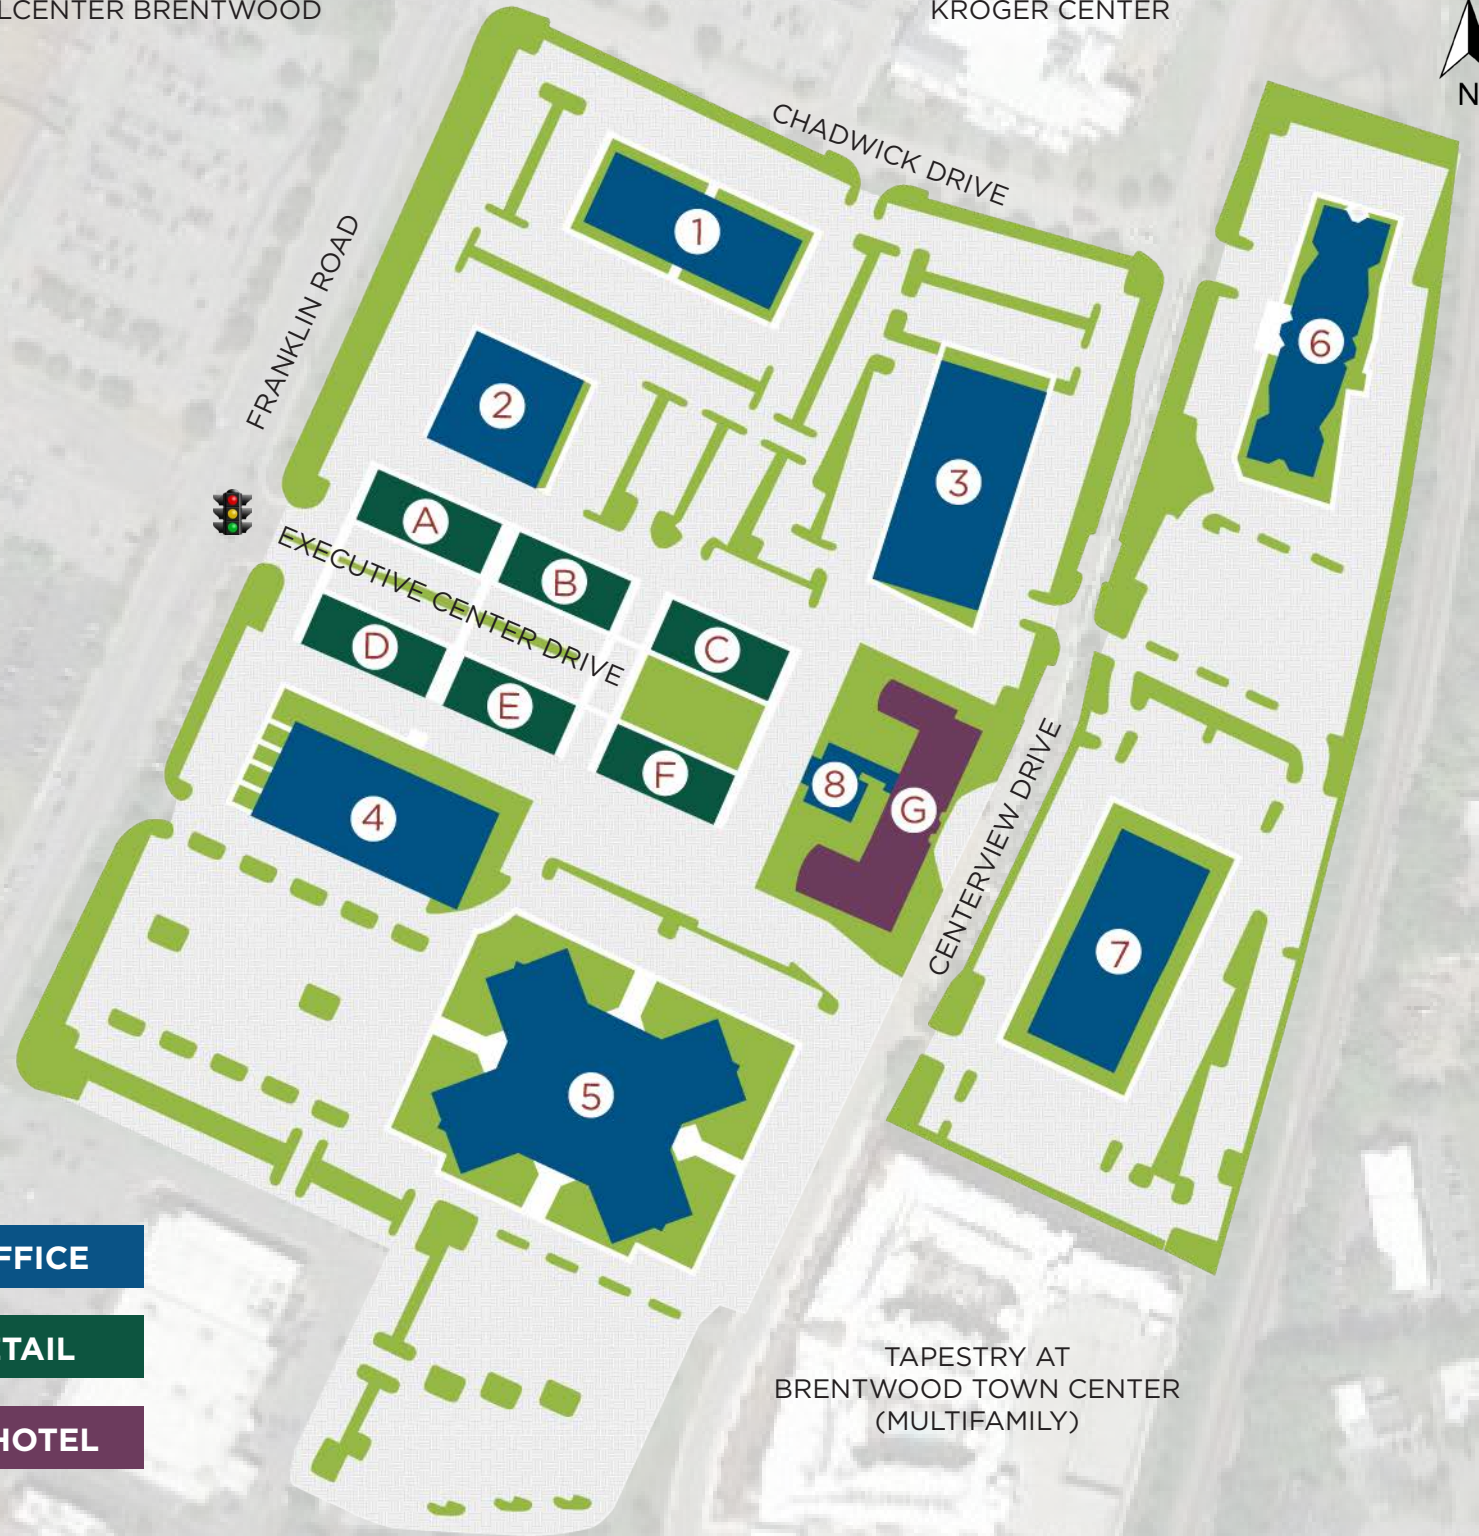 LCENTER BRENTWOOD
KROGER CENTER
N
CHADWICK DRIVE
FRANKLIN ROAD
1
6
2
3
A
EXECUTIVE CENTER DRIVE
B
D
C
E
F
8
G
4
CENTERVIEW DRIVE
7
5
FFICE
TAIL
HOTEL
TAPESTRY AT
BRENTWOOD TOWN CENTER
(MULTIFAMILY)